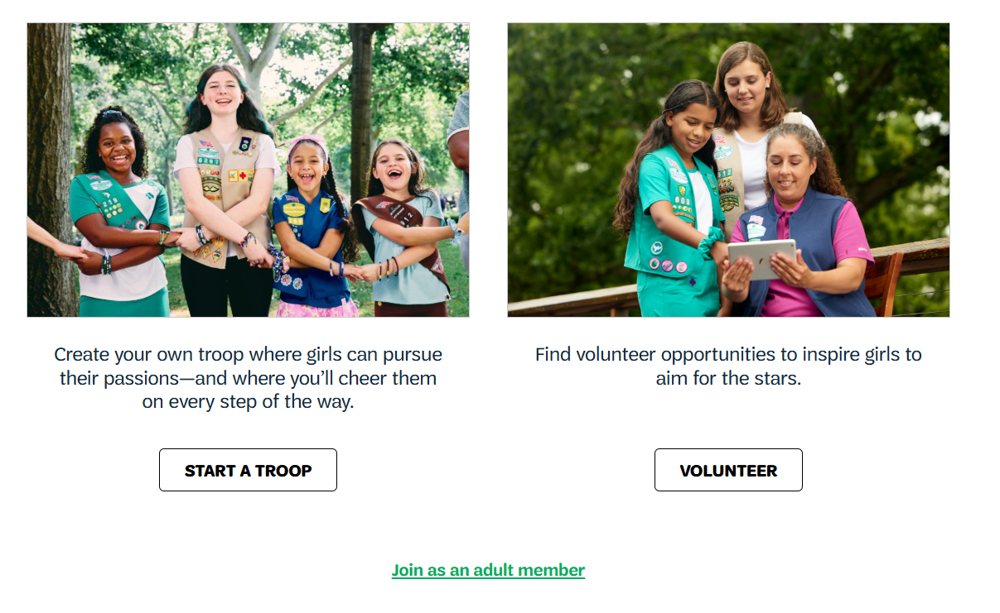 Create your own troop where girls can pursue
their passions—and where you'll cheer them
on every step of the way.
START A TROOP
Find volunteer opportunities to inspire girls to
aim for the stars.
VOLUNTEER
Join as an adult member